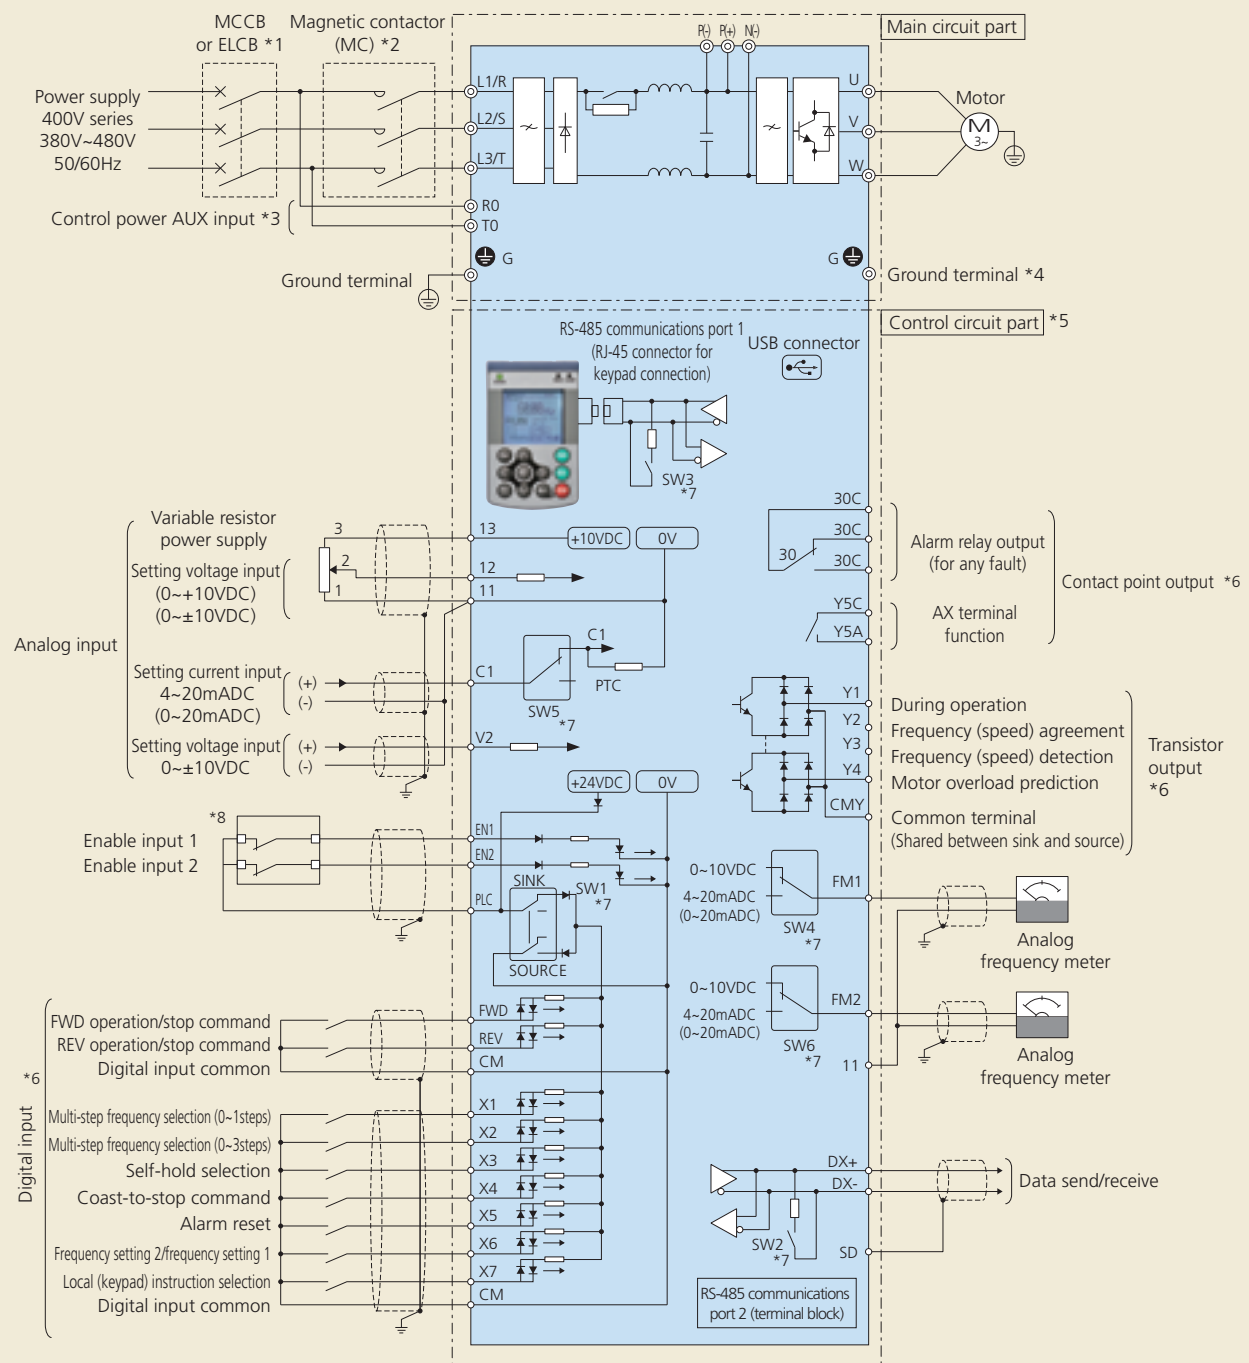 MCCB
or ELCB *1
Magnetic contactor
(MC) *2
P(-) P(+) N(-)
Main circuit part
Power supply
400V series
380V~480V
50/60Hz
L1/R
L2/S
L3/T
U
V
W
Motor
M
3~
Control power AUX input *3
R0
T0
G
G
Ground terminal
Ground terminal *4
Control circuit part *5
RS-485 communications port 1
(RJ-45 connector for
keypad connection)
USB connector
SW3
*7
Analog input
Variable resistor
power supply
Setting voltage input
(0~+10VDC)
(0~±10VDC)
3
2
1
13
12
11
+10VDC
0V
Setting current input
4~20mADC
(0~20mADC)
(+)
(-)
C1
C1
PTC
SW5
*7
Setting voltage input
0~±10VDC
(+)
(-)
V2
30C
30C
30C
30
Alarm relay output
(for any fault)
Y5C
Y5A
AX terminal
function
Contact point output *6
Y1
Y2
Y3
Y4
CMY
During operation
Frequency (speed) agreement
Frequency (speed) detection
Motor overload prediction
Common terminal
(Shared between sink and source)
Transistor
output
*6
+24VDC
0V
*8
Enable input 1
Enable input 2
EN1
EN2
PLC
SINK
SW1
*7
SOURCE
0~10VDC
4~20mADC
(0~20mADC)
SW4
*7
FM1
Analog
frequency meter
0~10VDC
4~20mADC
(0~20mADC)
SW6
*7
FM2
11
Analog
frequency meter
*6
Digital input
FWD operation/stop command
REV operation/stop command
Digital input common
FWD
REV
CM
Multi-step frequency selection (0~1steps)
Multi-step frequency selection (0~3steps)
Self-hold selection
Coast-to-stop command
Alarm reset
Frequency setting 2/frequency setting 1
Local (keypad) instruction selection
Digital input common
X1
X2
X3
X4
X5
X6
X7
CM
DX+
DX-
SD
SW2
*7
Data send/receive
RS-485 communications
port 2 (terminal block)